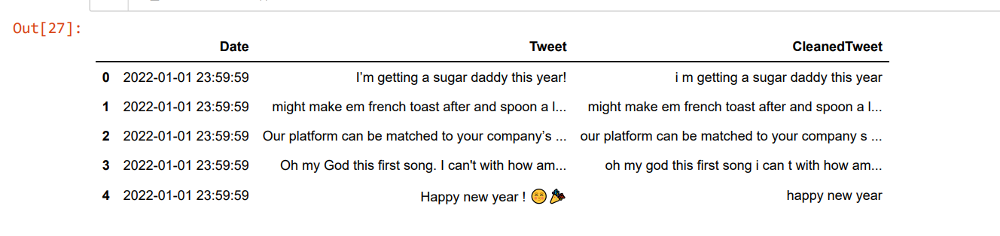 Out[27]:
Date Tweet CleanedTweet
0 2022-01-01 23:59:59 I’m getting a sugar daddy this year! i m getting a sugar daddy this year
1 2022-01-01 23:59:59 might make em french toast after and spoon a l... might make em french toast after and spoon a l...
2 2022-01-01 23:59:59 Our platform can be matched to your company’s ... our platform can be matched to your company s ...
3 2022-01-01 23:59:59 Oh my God this first song. I can't with how am... oh my god this first song i can t with how am...
4 2022-01-01 23:59:59 Happy new year ! 😊🎉 happy new year